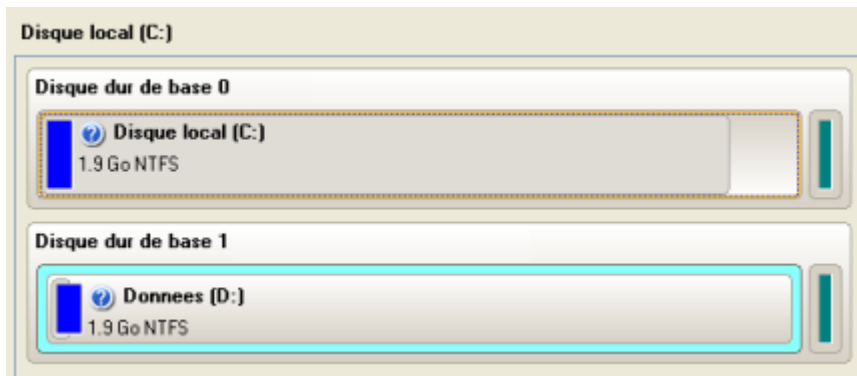 Disque local (C:)
Disque dur de base 0
Disque local (C:)
1.9 Go NTFS
Disque dur de base 1
Donnees (D:)
1.9 Go NTFS